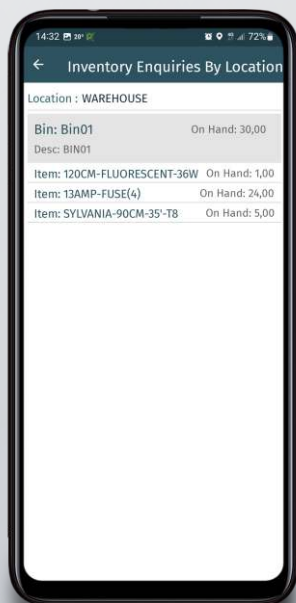 14:32 20° 72%
Inventory Enquiries By Location
Location : WAREHOUSE
Bin: Bin01 On Hand: 30,00
Desc: BIN01
Item: 120CM-FLUORESCENT-36W On Hand: 1,00
Item: 13AMP-FUSE(4) On Hand: 24,00
Item: SYLVANIA-90CM-35'-T8 On Hand: 5,00